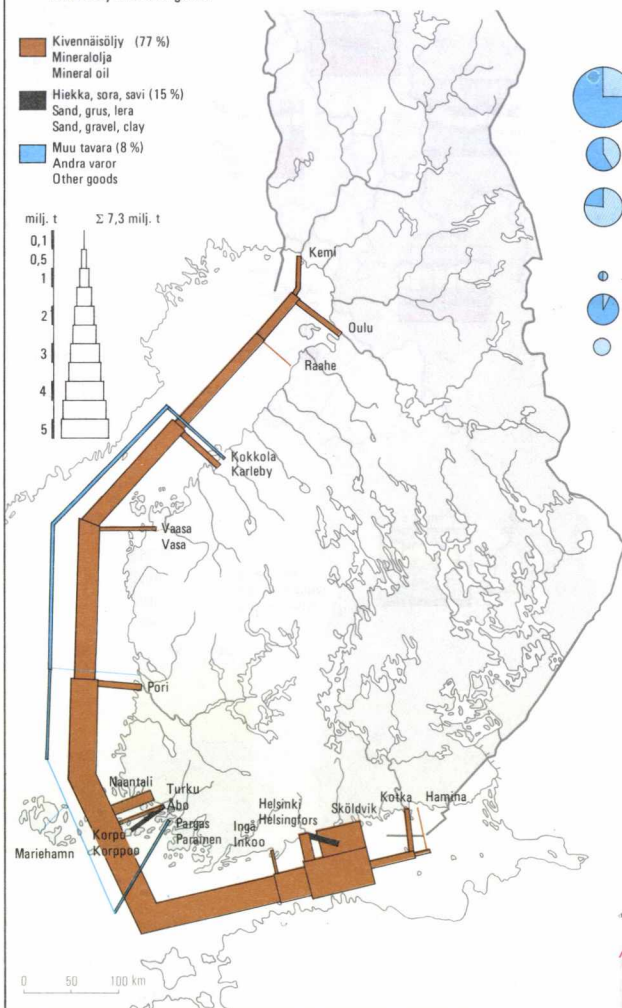 Kivennäisöljy (77 %)
Mineralolja
Mineral oil
Hiekka, sora, savi (15 %)
Sand, grus, lera
Sand, gravel, clay
Muu tavara (8 %)
Andra varor
Other goods
milj. t Σ 7,3 milj. t
0,1
0,5
1
2
3
4
5
Kemi
Oulu
Raahe
Kokkola
Karleby
Vaasa
Vasa
Pori
Naantali
Turku
Åbo
Korpo
Korppoo
Pargas
Parainen
Mariehamn
Ingå
Inkoo
Helsinki
Helsingfors
Sköldvik
Kotka
Hamina
0 50 100 km